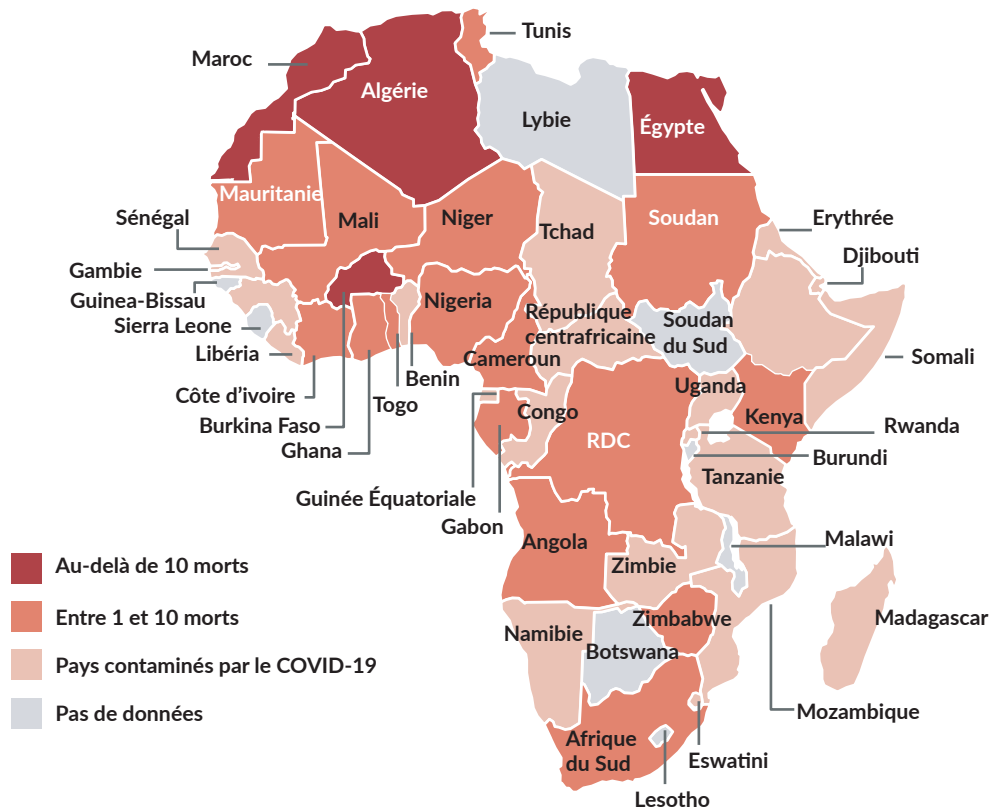 Tunis
Maroc
Algérie
Lybie
Égypte
Mauritanie
Mali
Niger
Tchad
Soudan
Erythrée
Sénégal
Djibouti
Gambie
Guinea-Bissau
Nigeria
République
centrafricaine
Soudan
du Sud
Sierra Leone
Libéria
Cameroun
Somali
Benin
Uganda
Côte d'ivoire
Togo
Congo
Kenya
Burkina Faso
Rwanda
Ghana
RDC
Burundi
Tanzanie
Guinée Équatoriale
Gabon
Angola
Malawi
Zimbie
Au-delà de 10 morts
Entre 1 et 10 morts
Pays contaminés par le COVID-19
Pas de données
Madagascar
Namibie
Zimbabwe
Botswana
Mozambique
Afrique
du Sud
Eswatini
Lesotho